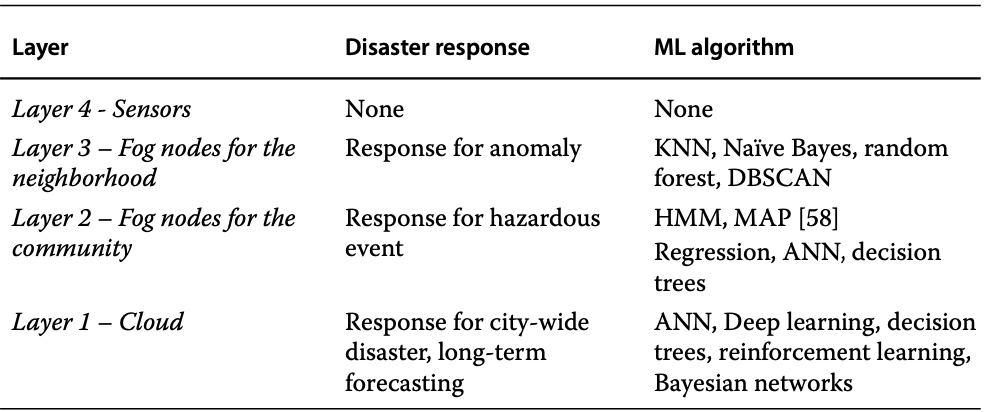 Layer Disaster response ML algorithm
Layer 4 - Sensors None None
Layer 3 – Fog nodes for the Response for anomaly KNN, Naïve Bayes, random
neighborhood forest, DBSCAN
Layer 2 – Fog nodes for the Response for hazardous HMM, MAP [58]
community event Regression, ANN, decision
trees
Layer 1 – Cloud Response for city-wide ANN, Deep learning, decision
disaster, long-term trees, reinforcement learning,
forecasting Bayesian networks